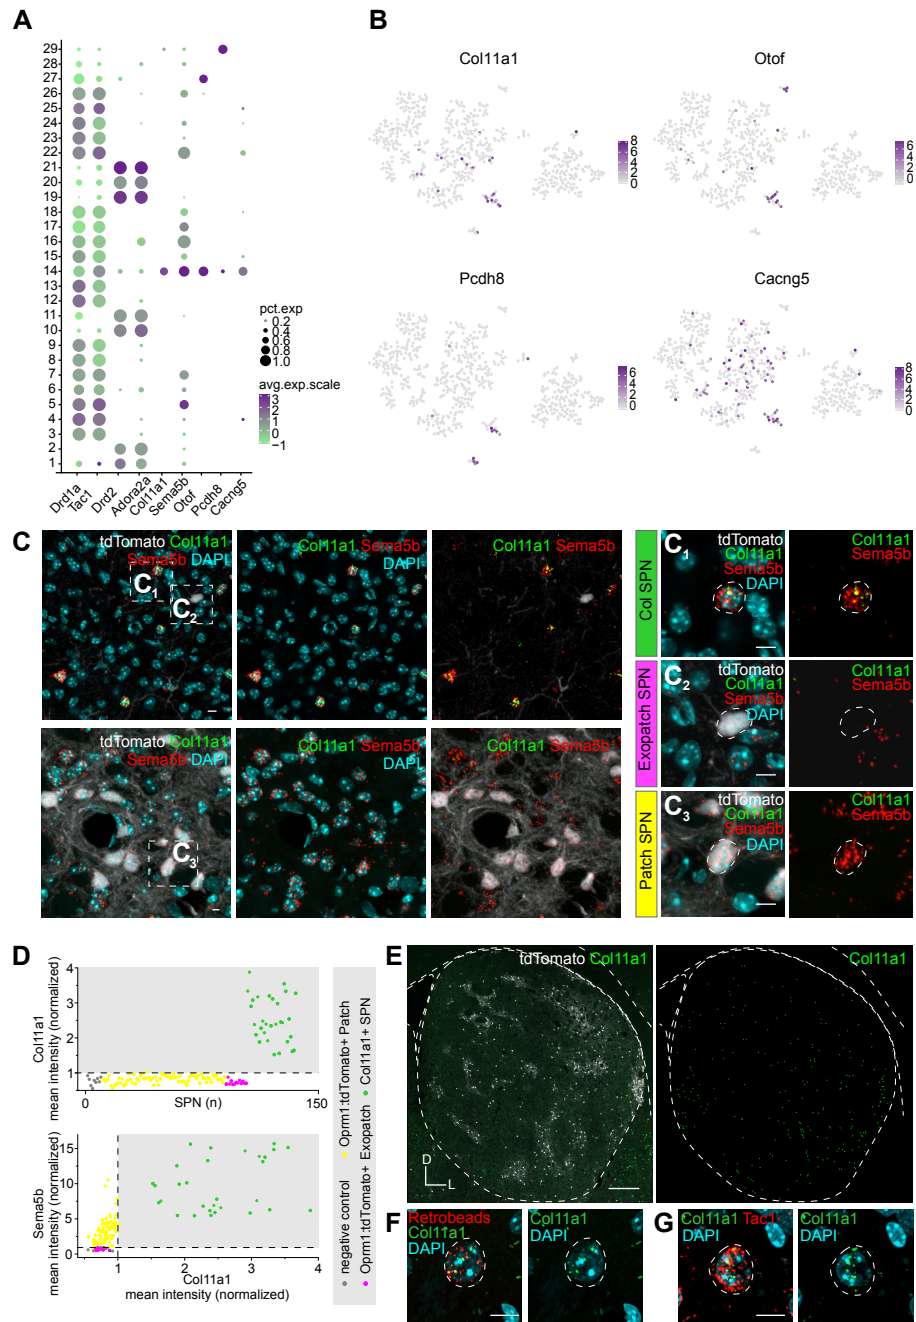 A
29
28
27
26
25
24
23
22
21
20
19
18
17
16
15
14
13
12
11
10
9
8
7
6
5
4
3
2
1
Drd1a
Tac1
Drd2
Adora2a
Col11a1
Sema5b
Otof
Pcdh8
Cacng5
pct.exp
0.2
0.4
0.6
0.8
1.0
avg.exp.scale
3
2
1
0
−1
B
Col11a1
8
6
4
2
0
Otof
8
6
4
2
0
Pcdh8
6
4
2
0
Cacng5
6
4
2
0
C
tdTomato Col11a1
Sema5b DAPI
C1
C2
Col11a1 Sema5b
DAPI
Col11a1 Sema5b
tdTomato Col11a1
Sema5b DAPI
C3
Col11a1 Sema5b
DAPI
Col11a1 Sema5b
Col SPN
C1
tdTomato
Col11a1
Sema5b
DAPI
Col11a1
Sema5b
Exopatch SPN
C2
tdTomato
Col11a1
Sema5b
DAPI
Col11a1
Sema5b
Patch SPN
C3
tdTomato
Col11a1
Sema5b
DAPI
Col11a1
Sema5b
D
Col11a1
mean intensity (normalized)
4
3
2
1
0
SPN (n)
150
Sema5b
mean intensity (normalized)
15
10
5
0
1
2
3
4
Col11a1
mean intensity (normalized)
negative control
Oprm1:tdTomato+ Patch
Oprm1:tdTomato+ Exopatch
Col11a1+ SPN
E
tdTomato Col11a1
D
L
Col11a1
F
Retrobeads
Col11a1
DAPI
Col11a1
DAPI
G
Col11a1 Tac1
DAPI
Col11a1
DAPI